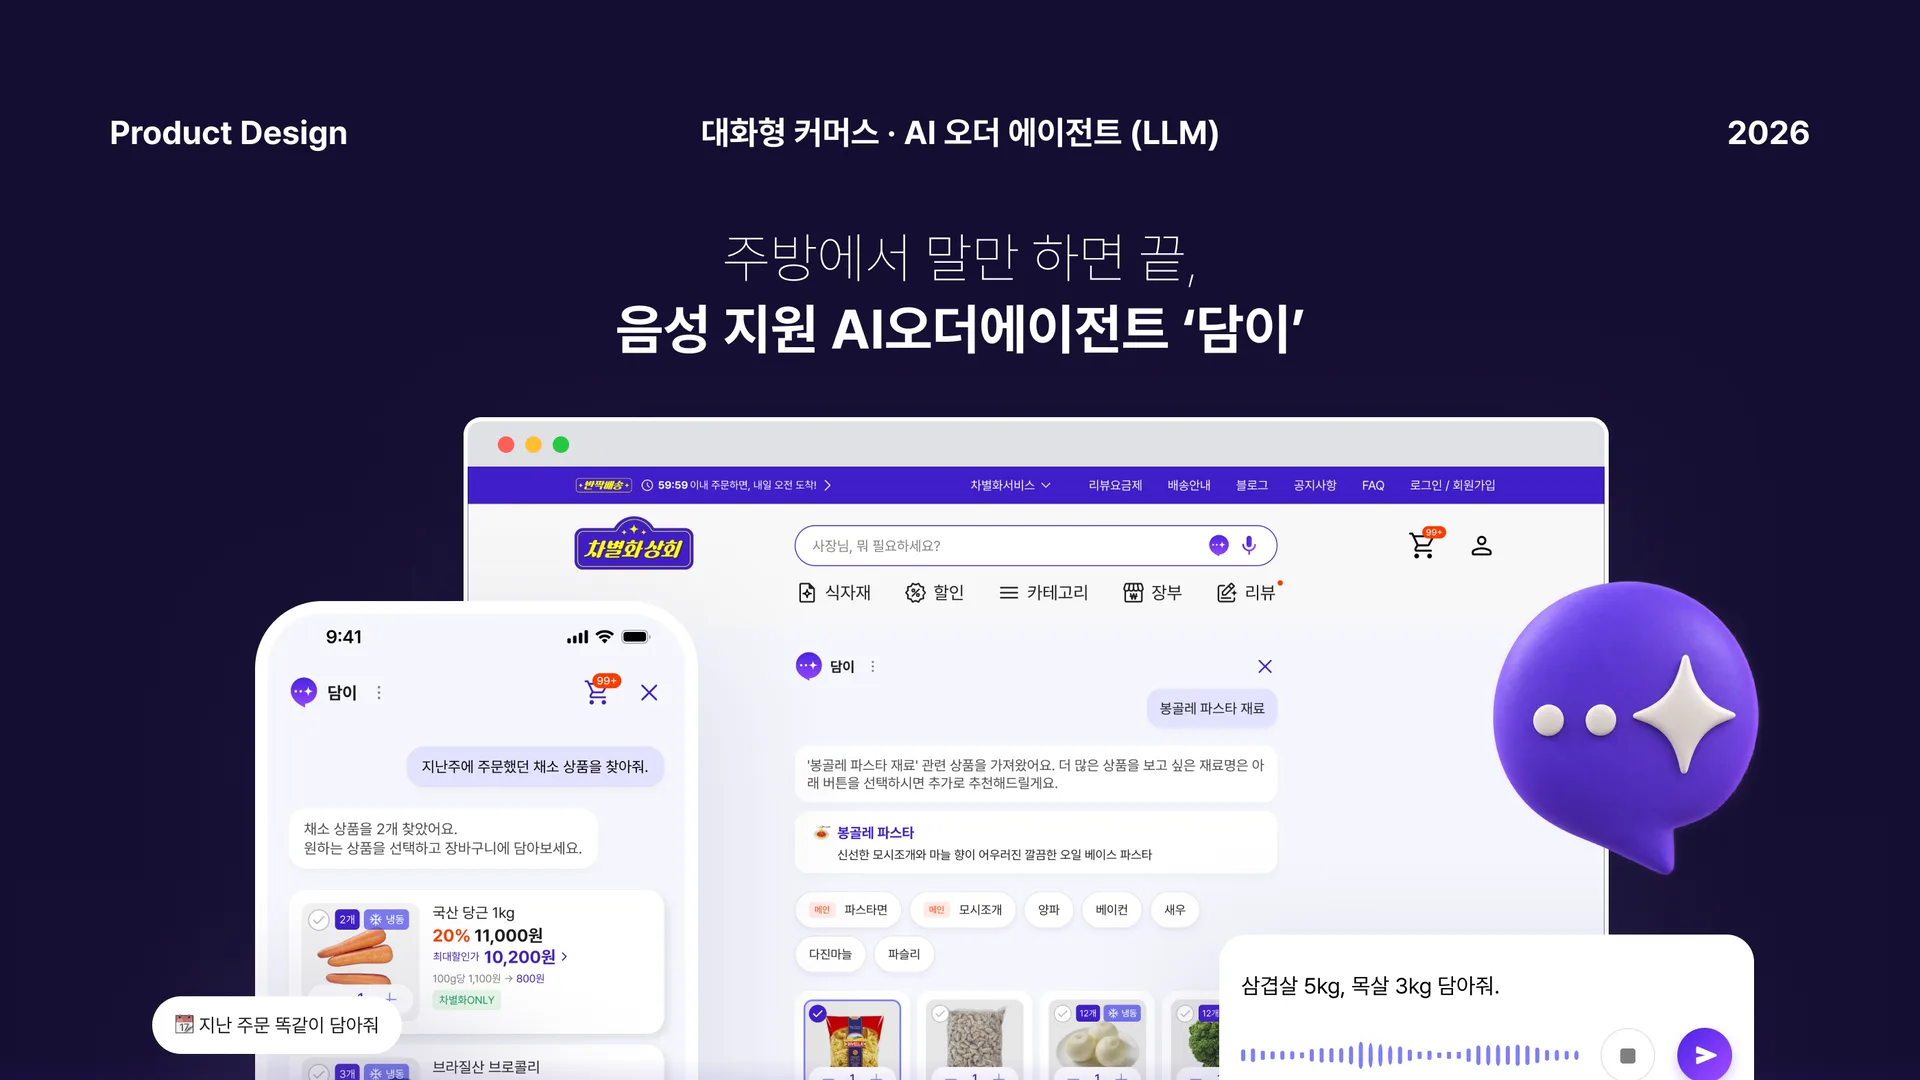 Product Design
대화형 커머스 · AI 오더 에이전트 (LLM)
2026
주방에서 말만 하면 끝,
음성 지원 AI오더에이전트 ‘담이’
반짝배송
59:59 이내 주문하면, 내일 오전 도착!
차별화서비스
리뷰요금제
배송안내
블로그
공지사항
FAQ
로그인 / 회원가입
차별화상회
사장님, 뭐 필요하세요?
99+
식자재
할인
카테고리
장부
리뷰
담이
봉골레 파스타 재료
'봉골레 파스타 재료' 관련 상품을 가져왔어요. 더 많은 상품을 보고 싶은 재료명은 아
래 버튼을 선택하시면 추가로 추천해드릴게요.
봉골레 파스타
신선한 모시조개와 마늘 향이 어우러진 깔끔한 오일 베이스 파스타
메인 파스타면
메인 모시조개
양파
베이컨
새우
다진마늘
파슬리
12개 냉동
12개
1
1
1
9:41
담이
99+
지난주에 주문했던 채소 상품을 찾아줘.
채소 상품을 2개 찾았어요.
원하는 상품을 선택하고 장바구니에 담아보세요.
2개 냉동
국산 당근 1kg
20% 11,000원
최대할인가 10,200원
100g당 1,100원 → 800원
차별화ONLY
지난 주문 똑같이 담아줘
3개 냉동
브라질산 브로콜리
삼겹살 5kg, 목살 3kg 담아줘.